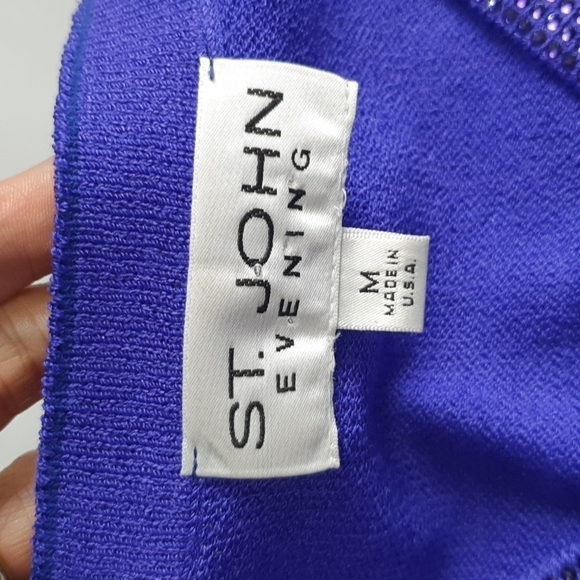 ST. JOHN
EVENING
M
MADE IN
U.S.A.